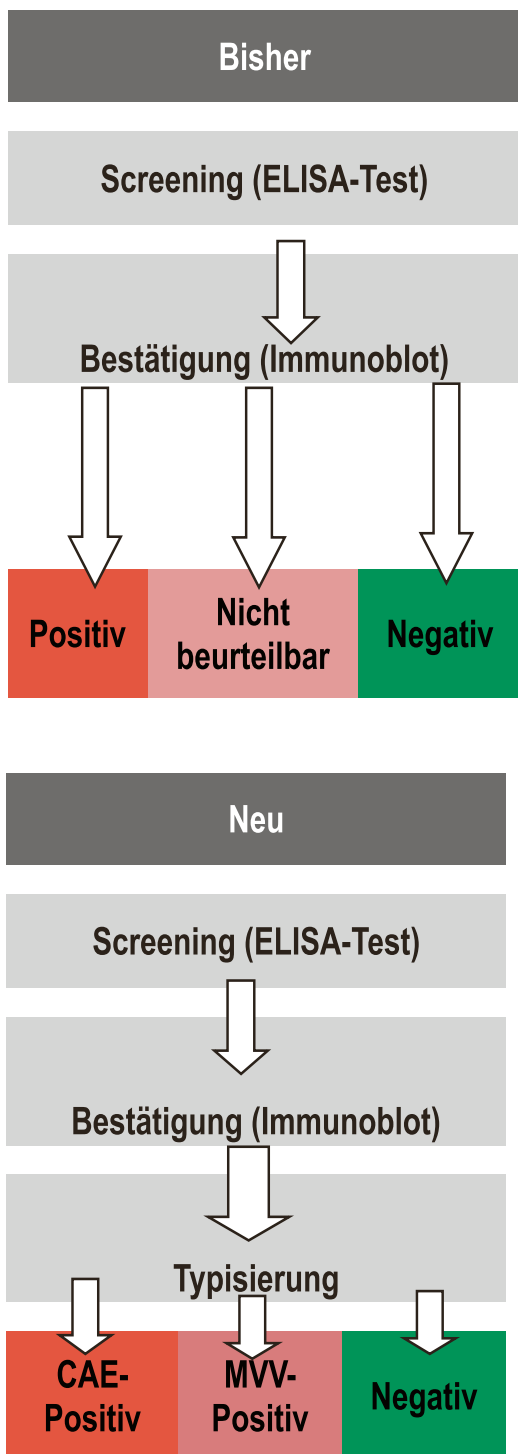 Bisher
Screening (ELISA-Test)
Bestätigung (Immunoblot)
Positiv
Nicht
beurteilbar
Negativ
Neu
Screening (ELISA-Test)
Bestätigung (Immunoblot)
Typisierung
CAE-
Positiv
MVV-
Positiv
Negativ